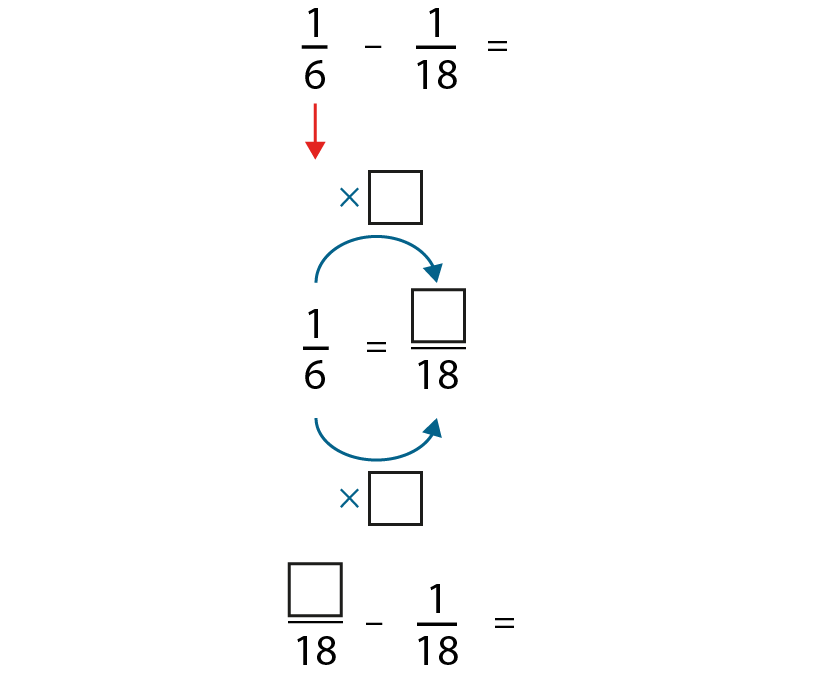 1/6 - 1/18 =
× □
1/6 = □/18
× □
□/18 - 1/18 =